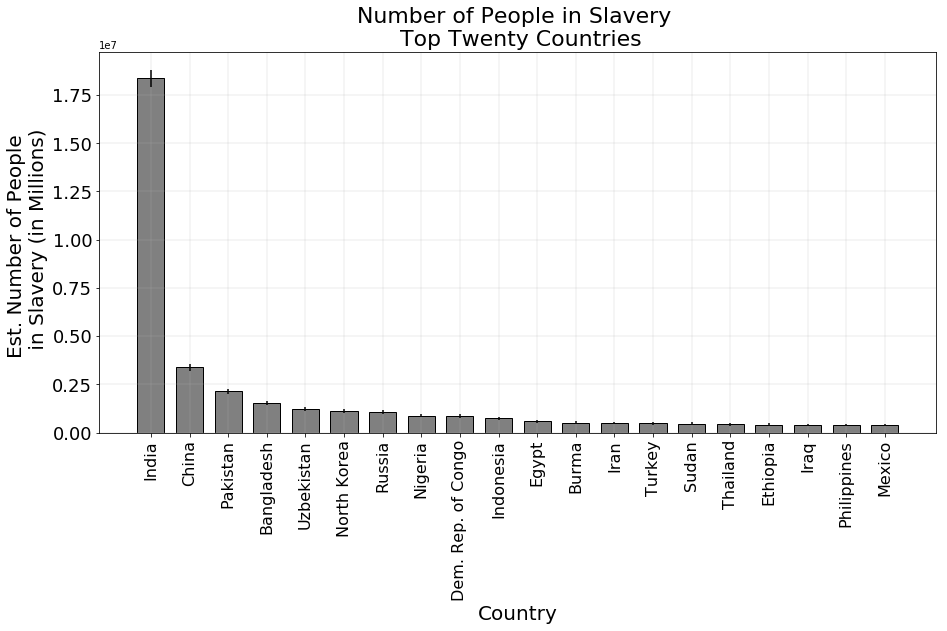 Number of People in Slavery
Top Twenty Countries
1e7
Est. Number of People
in Slavery (in Millions)
1.75
1.50
1.25
1.00
0.75
0.50
0.25
0.00
India
China
Pakistan
Bangladesh
Uzbekistan
North Korea
Russia
Nigeria
Dem. Rep. of Congo
Indonesia
Egypt
Burma
Iran
Turkey
Sudan
Thailand
Ethiopia
Iraq
Philippines
Mexico
Country